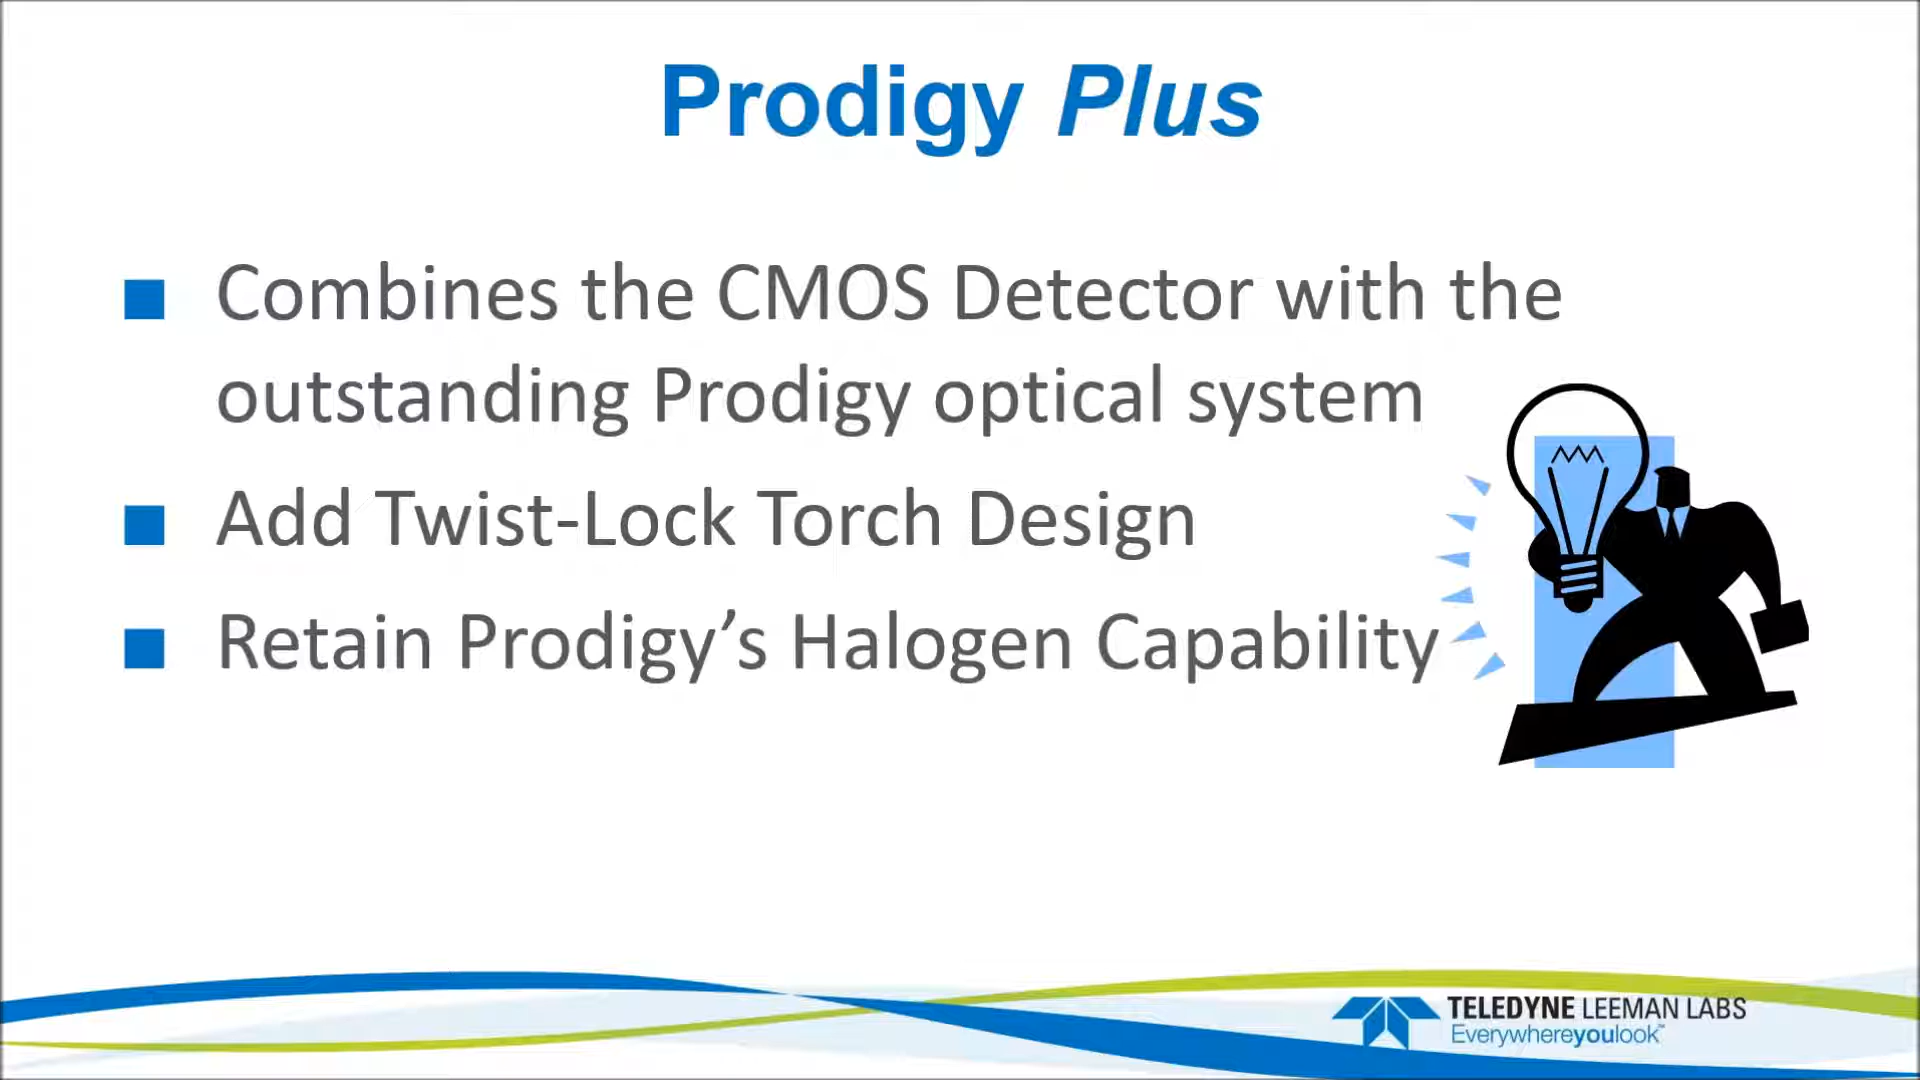 Prodigy Plus
Combines the CMOS Detector with the
outstanding Prodigy optical system
Add Twist-Lock Torch Design
Retain Prodigy’s Halogen Capability
TELEDYNE LEEMAN LABS
Everywhereyoulook™